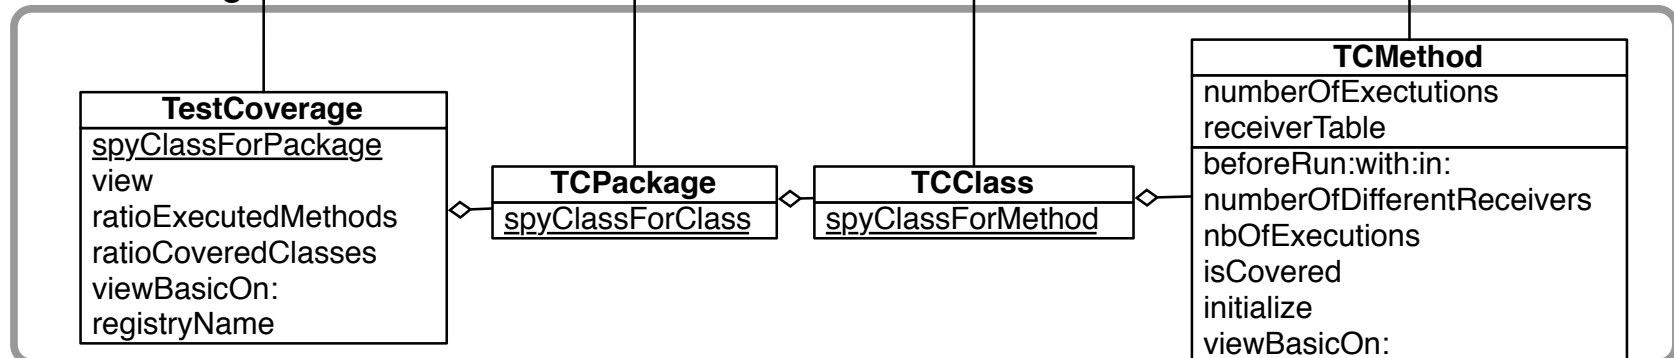 TestCoverage
spyClassForPackage
view
ratioExecutedMethods
ratioCoveredClasses
viewBasicOn:
registryName
TCPackage
spyClassForClass
TCClass
spyClassForMethod
TCMethod
numberOfExectutions
receiverTable
beforeRun:with:in:
numberOfDifferentReceivers
nbOfExecutions
isCovered
initialize
viewBasicOn: